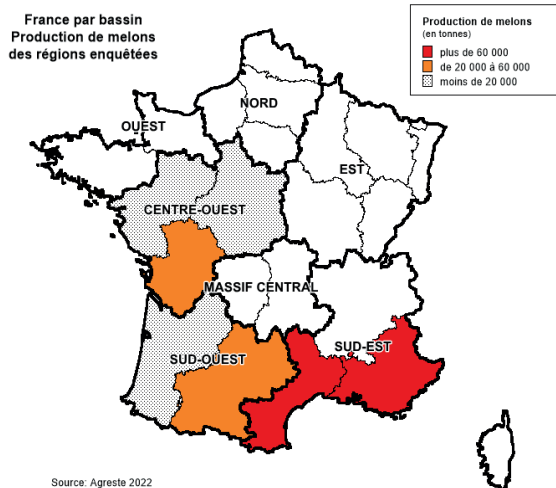 France par bassin
Production de melons
des régions enquêtées
Production de melons
(en tonnes)
plus de 60 000
de 20 000 à 60 000
moins de 20 000
NORD
OUEST
EST
CENTRE-OUEST
MASSIF CENTRAL
SUD-EST
SUD-OUEST
Source: Agreste 2022